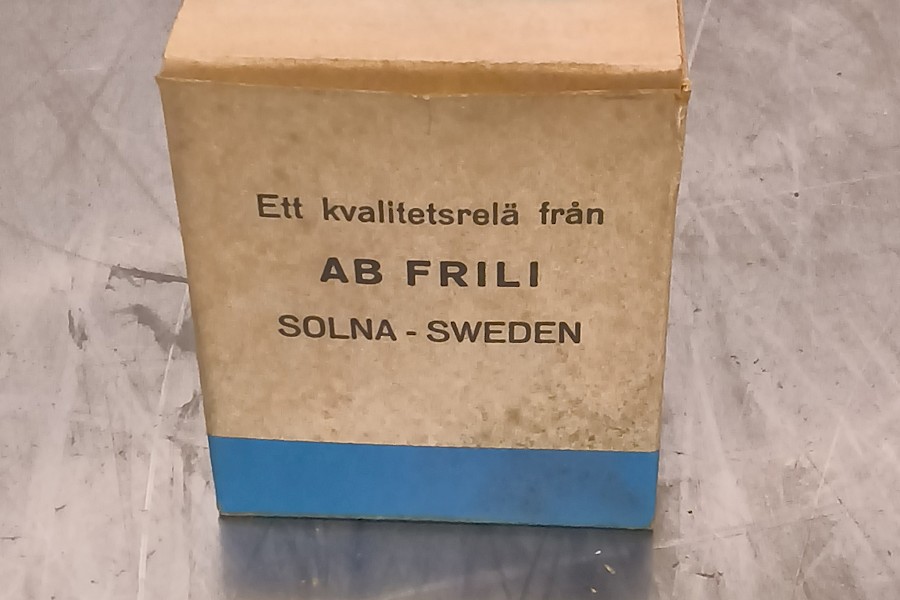 Ett kvalitetsrelä från
AB FRILI
SOLNA - SWEDEN